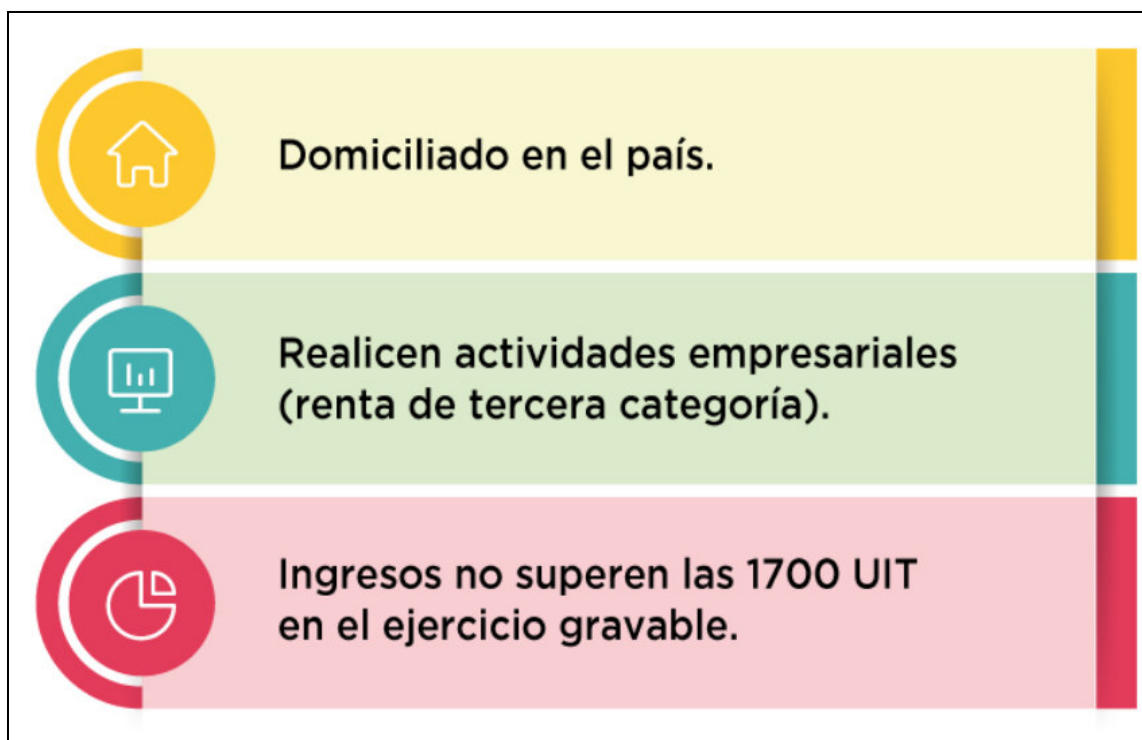 Domiciliado en el país.
Realicen actividades empresariales
(renta de tercera categoría).
Ingresos no superen las 1700 UIT
en el ejercicio gravable.